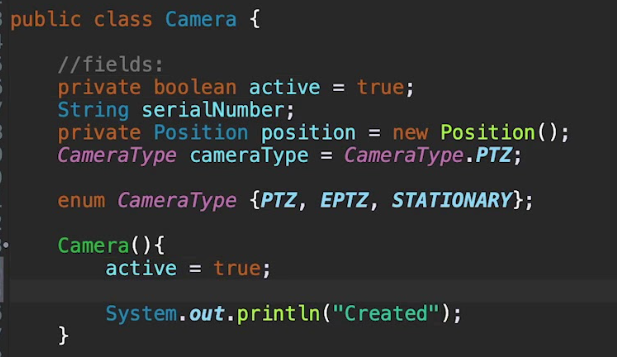 public class Camera {
//fields:
private boolean active = true;
String serialNumber;
private Position position = new Position();
CameraType cameraType = CameraType.PTZ;
enum CameraType {PTZ, EPTZ, STATIONARY};
Camera(){
active = true;
System.out.println("Created");
}